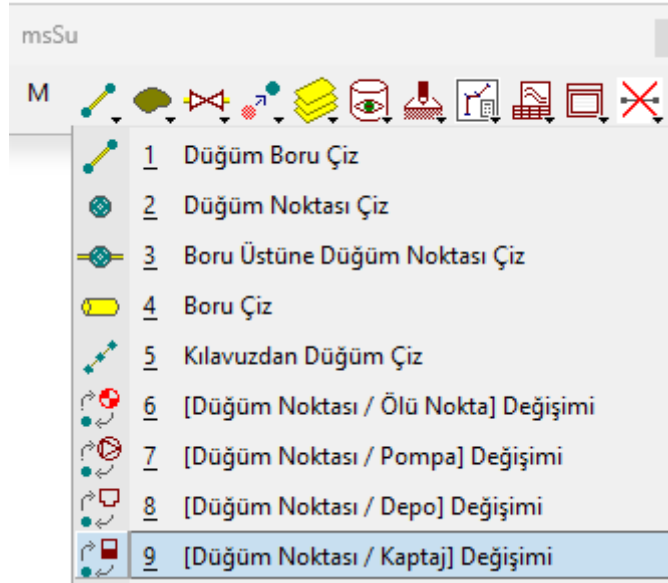 msSu
M
1 Düğüm Boru Çiz
2 Düğüm Noktası Çiz
3 Boru Üstüne Düğüm Noktası Çiz
4 Boru Çiz
5 Kılavuzdan Düğüm Çiz
6 [Düğüm Noktası / Ölü Nokta] Değişimi
7 [Düğüm Noktası / Pompa] Değişimi
8 [Düğüm Noktası / Depo] Değişimi
9 [Düğüm Noktası / Kaptaj] Değişimi